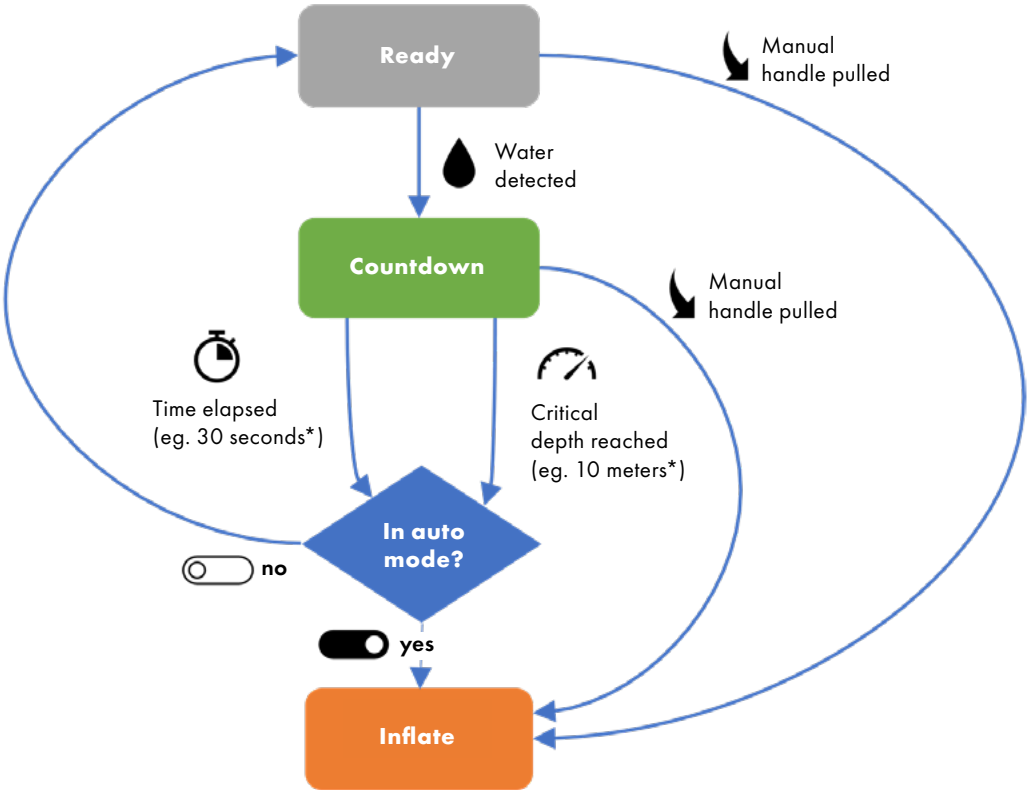 Ready
Manual
handle pulled
Water
detected
Countdown
Manual
handle pulled
Time elapsed
(eg. 30 seconds*)
Critical
depth reached
(eg. 10 meters*)
In auto
mode?
no
yes
Inflate